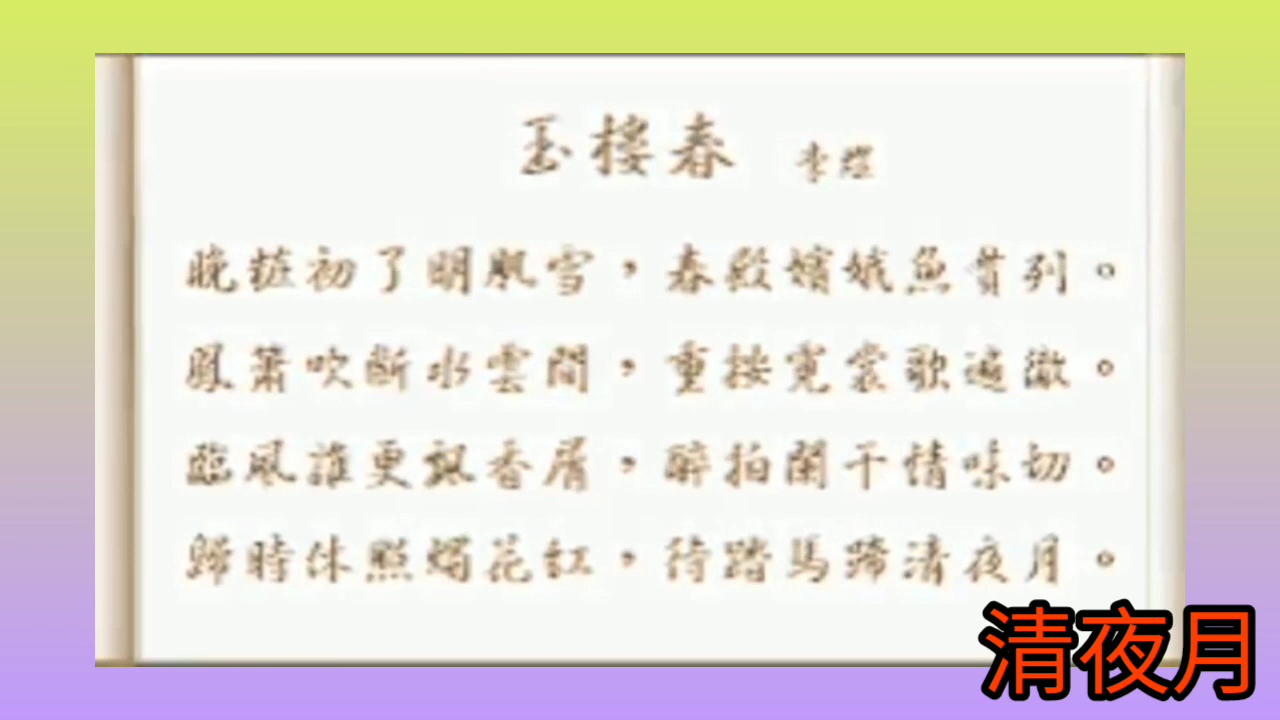 玉樓春 李煜
晚粧初了明肌雪，春殿嬪娥魚貫列。
鳳簫吹斷水雲間，重按霓裳歌遍徹。
臨風誰更飄香屑，醉拍闌干情味切。
歸時休照燭花紅，待踏馬蹄清夜月。
清夜月